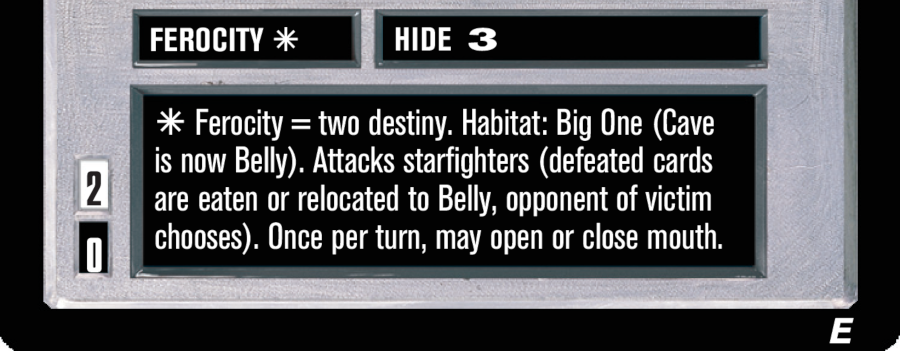 FEROCITY ✳ HIDE 3
✳ Ferocity = two destiny. Habitat: Big One (Cave
is now Belly). Attacks starfighters (defeated cards
are eaten or relocated to Belly, opponent of victim
chooses). Once per turn, may open or close mouth.
2
0
E